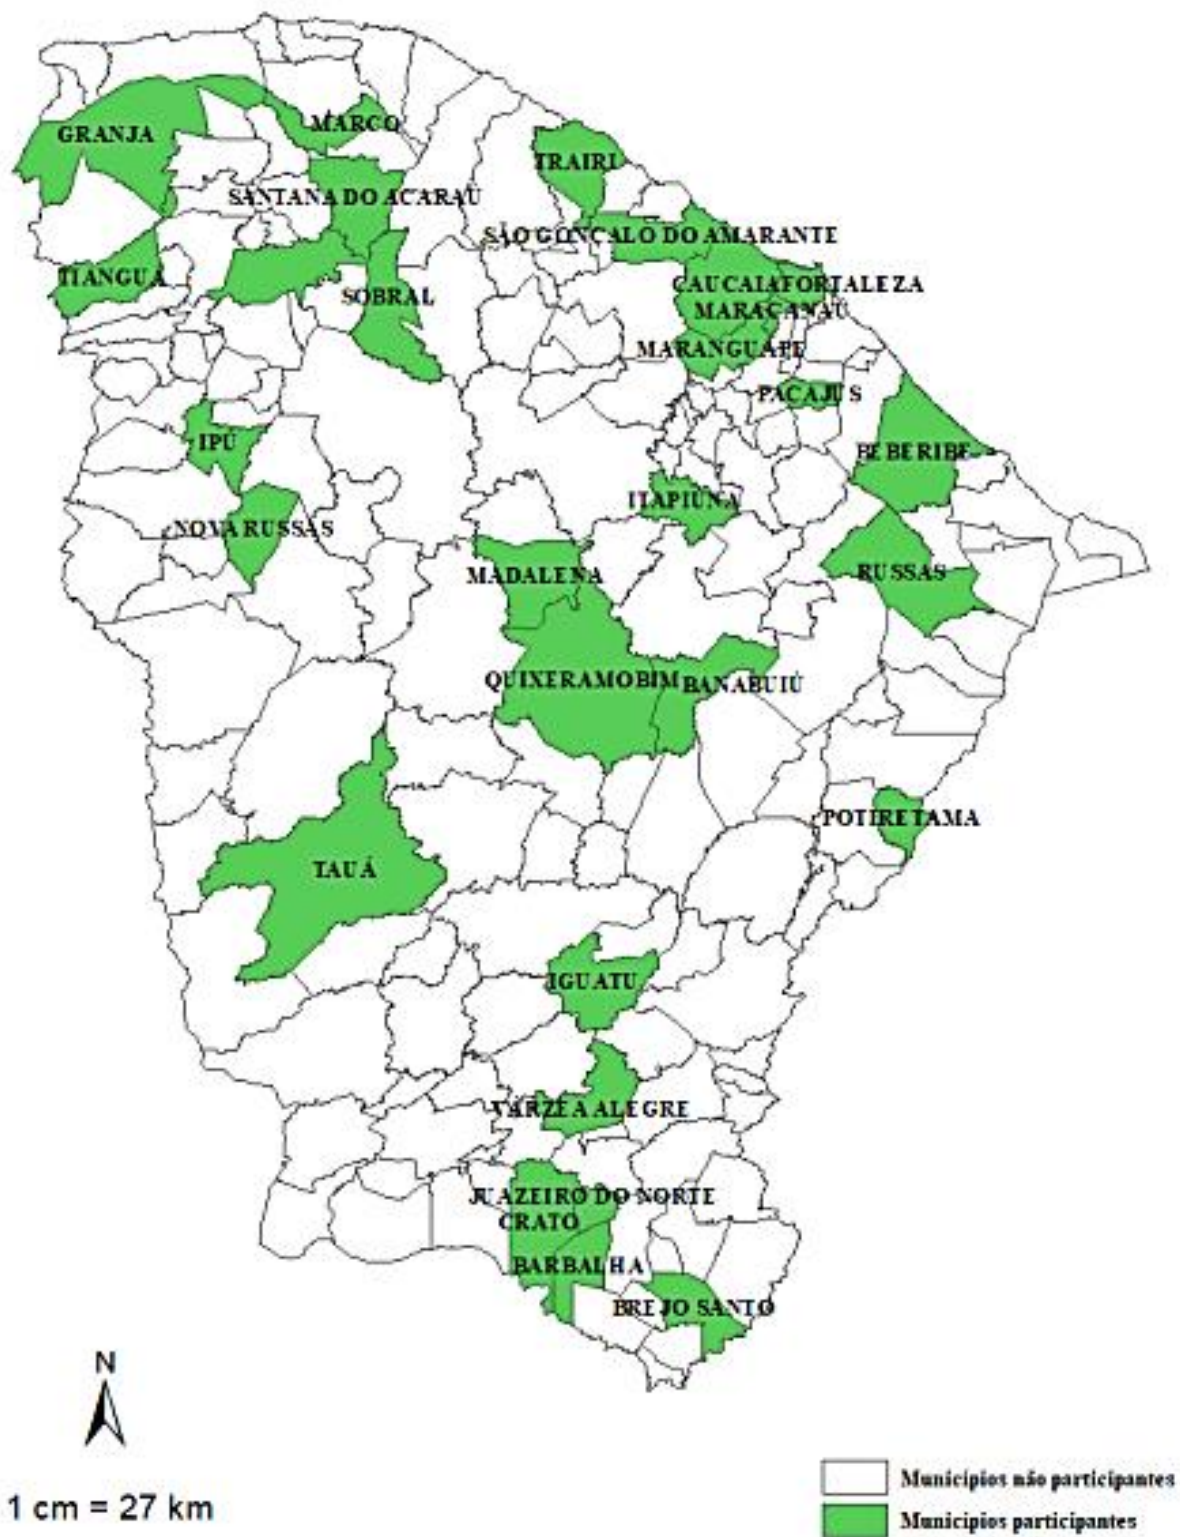 GRANJA
MARCO
TRAIRI
SANTANA DO ACARAÚ
SÃO GONÇALO DO AMARANTE
TIANGUÁ
CAUCAIA FORTALEZA
SOBRAL
MARACANAÚ
MARANGUAPE
PACAJUS
IPÚ
BEBERIBE
ITAPIÚNA
NOVA RUSSAS
MADALENA
RUSSAS
QUIXERAMOBIM
BANABUIÚ
POTIRETAMA
TAUÁ
IGUATU
VÁRZEA ALEGRE
JUAZEIRO DO NORTE
CRATO
BARBALHA
BREJO SANTO
N
1 cm = 27 km
Municípios não participantes
Municípios participantes